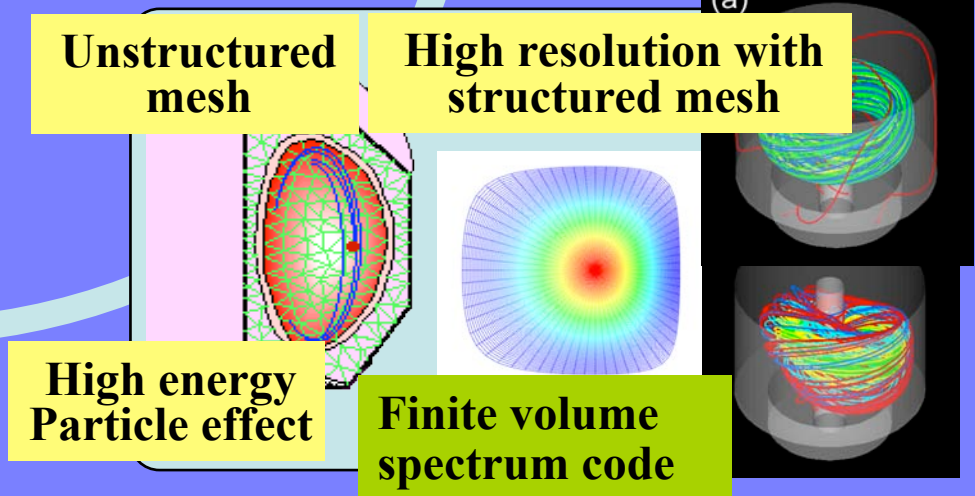 (a)
Unstructured
mesh
High resolution with
structured mesh
High energy
Particle effect
Finite volume
spectrum code